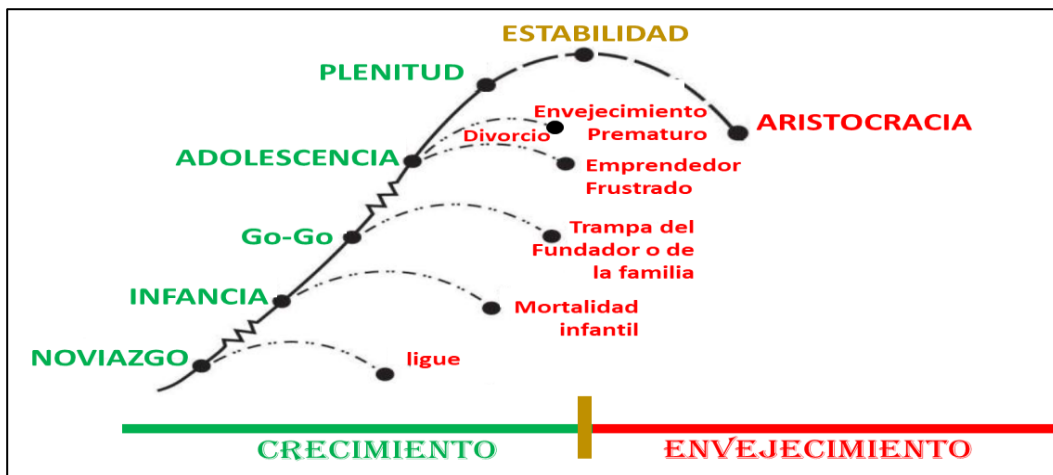 ESTABILIDAD
PLENITUD
Envejecimiento
Prematuro
Divorcio
ARISTOCRACIA
ADOLESCENCIA
Emprendedor
Frustrado
Go-Go
Trampa del
Fundador o de
la familia
INFANCIA
Mortalidad
infantil
NOVIAZGO
ligue
CRECIMIENTO
ENVEJECIMIENTO